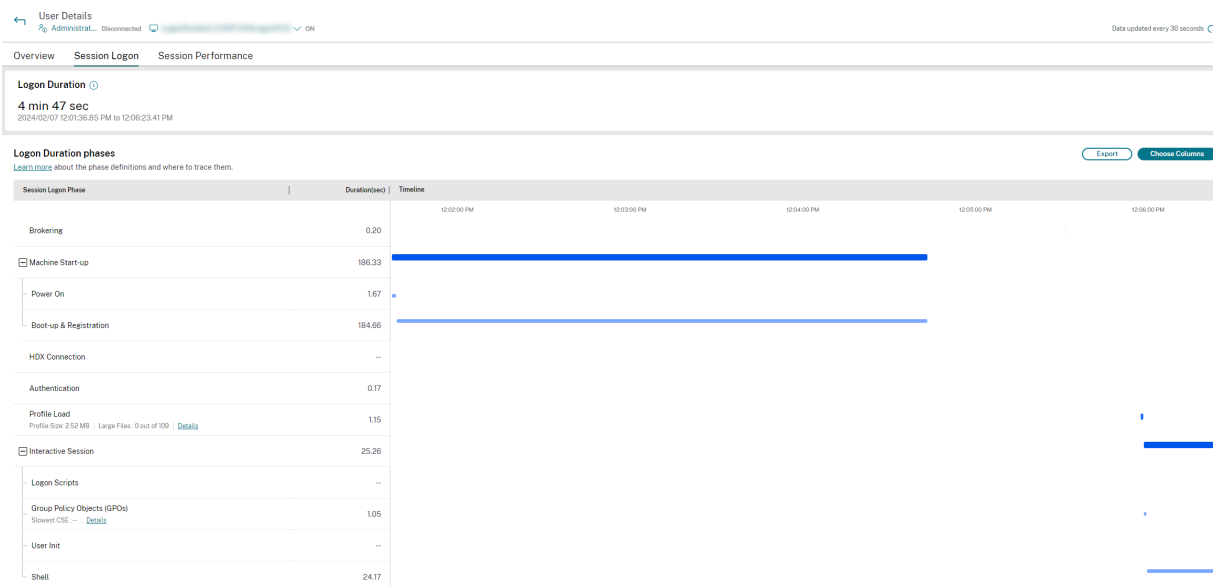 User Details
Administrat... Disconnected ON
Data updated every 30 seconds
Overview Session Logon Session Performance
Logon Duration
4 min 47 sec
2024/02/07 12:01:36.85 PM to 12:06:23.41 PM
Logon Duration phases
Export Choose Columns
Learn more about the phase definitions and where to trace them.
Session Logon Phase Duration(sec) Timeline
12:02:00 PM 12:03:00 PM 12:04:00 PM 12:05:00 PM 12:06:00 PM
Brokering 0.20
Machine Start-up 186.33
Power On 1.67
Boot-up & Registration 184.66
HDX Connection --
Authentication 0.17
Profile Load
1.15
Profile Size: 2.52 MB | Large Files : 0 out of 109 | Details
Interactive Session 25.26
Logon Scripts --
Group Policy Objects (GPOs)
1.05
Slowest CSE :-- | Details
User Init --
Shell 24.17